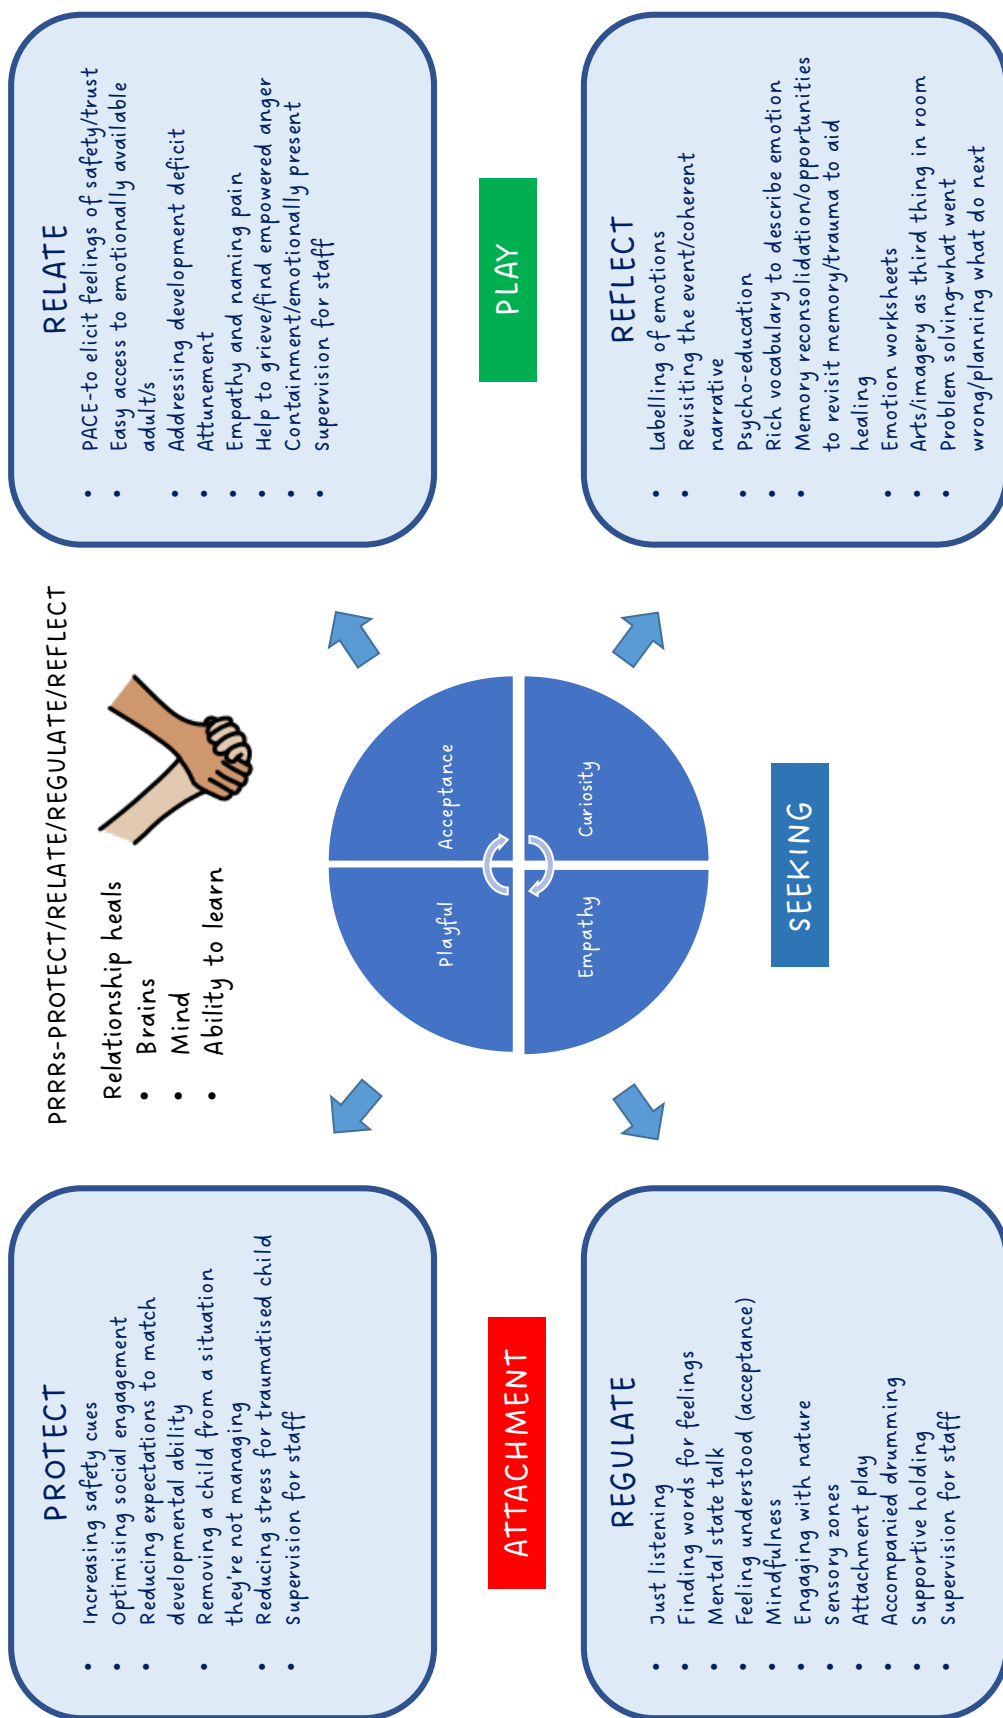 PRRRs-PROTECT/RELATE/REGULATE/REFLECT
PROTECT
• Increasing safety cues
• Optimising social engagement
• Reducing expectations to match
developmental ability
• Removing a child from a situation
they're not managing
• Reducing stress for traumatised child
• Supervision for staff
Relationship heals
• Brains
• Mind
• Ability to learn
RELATE
• PACE-to elicit feelings of safety/trust
• Easy access to emotionally available
adult/s
• Addressing development deficit
• Attunement
• Empathy and naming pain
• Help to grieve/find empowered anger
• Containment/emotionally present
• Supervision for staff
Playful
Acceptance
Empathy
Curiosity
ATTACHMENT
PLAY
REGULATE
• Just listening
• Finding words for feelings
• Mental state talk
• Feeling understood (acceptance)
• Mindfulness
• Engaging with nature
• Sensory zones
• Attachment play
• Accompanied drumming
• Supportive holding
• Supervision for staff
SEEKING
REFLECT
• Labelling of emotions
• Revisiting the event/coherent
narrative
• Psycho-education
• Rich vocabulary to describe emotion
• Memory reconsolidation/opportunities
to revisit memory/trauma to aid
healing
• Emotion worksheets
• Arts/imagery as third thing in room
• Problem solving-what went
wrong/planning what do next